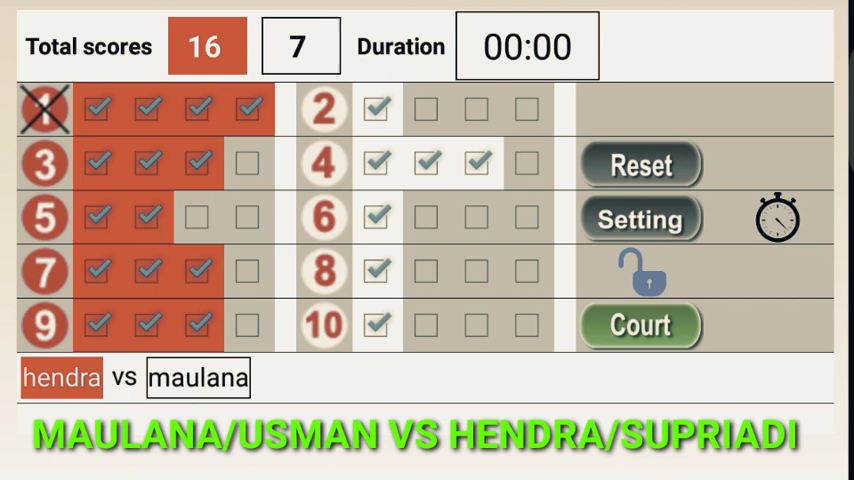 Total scores 16 7 Duration 00:00
1 2
3 4 Reset
5 6 Setting
7 8
9 10 Court
hendra vs maulana
MAULANA/USMAN VS HENDRA/SUPRIADI